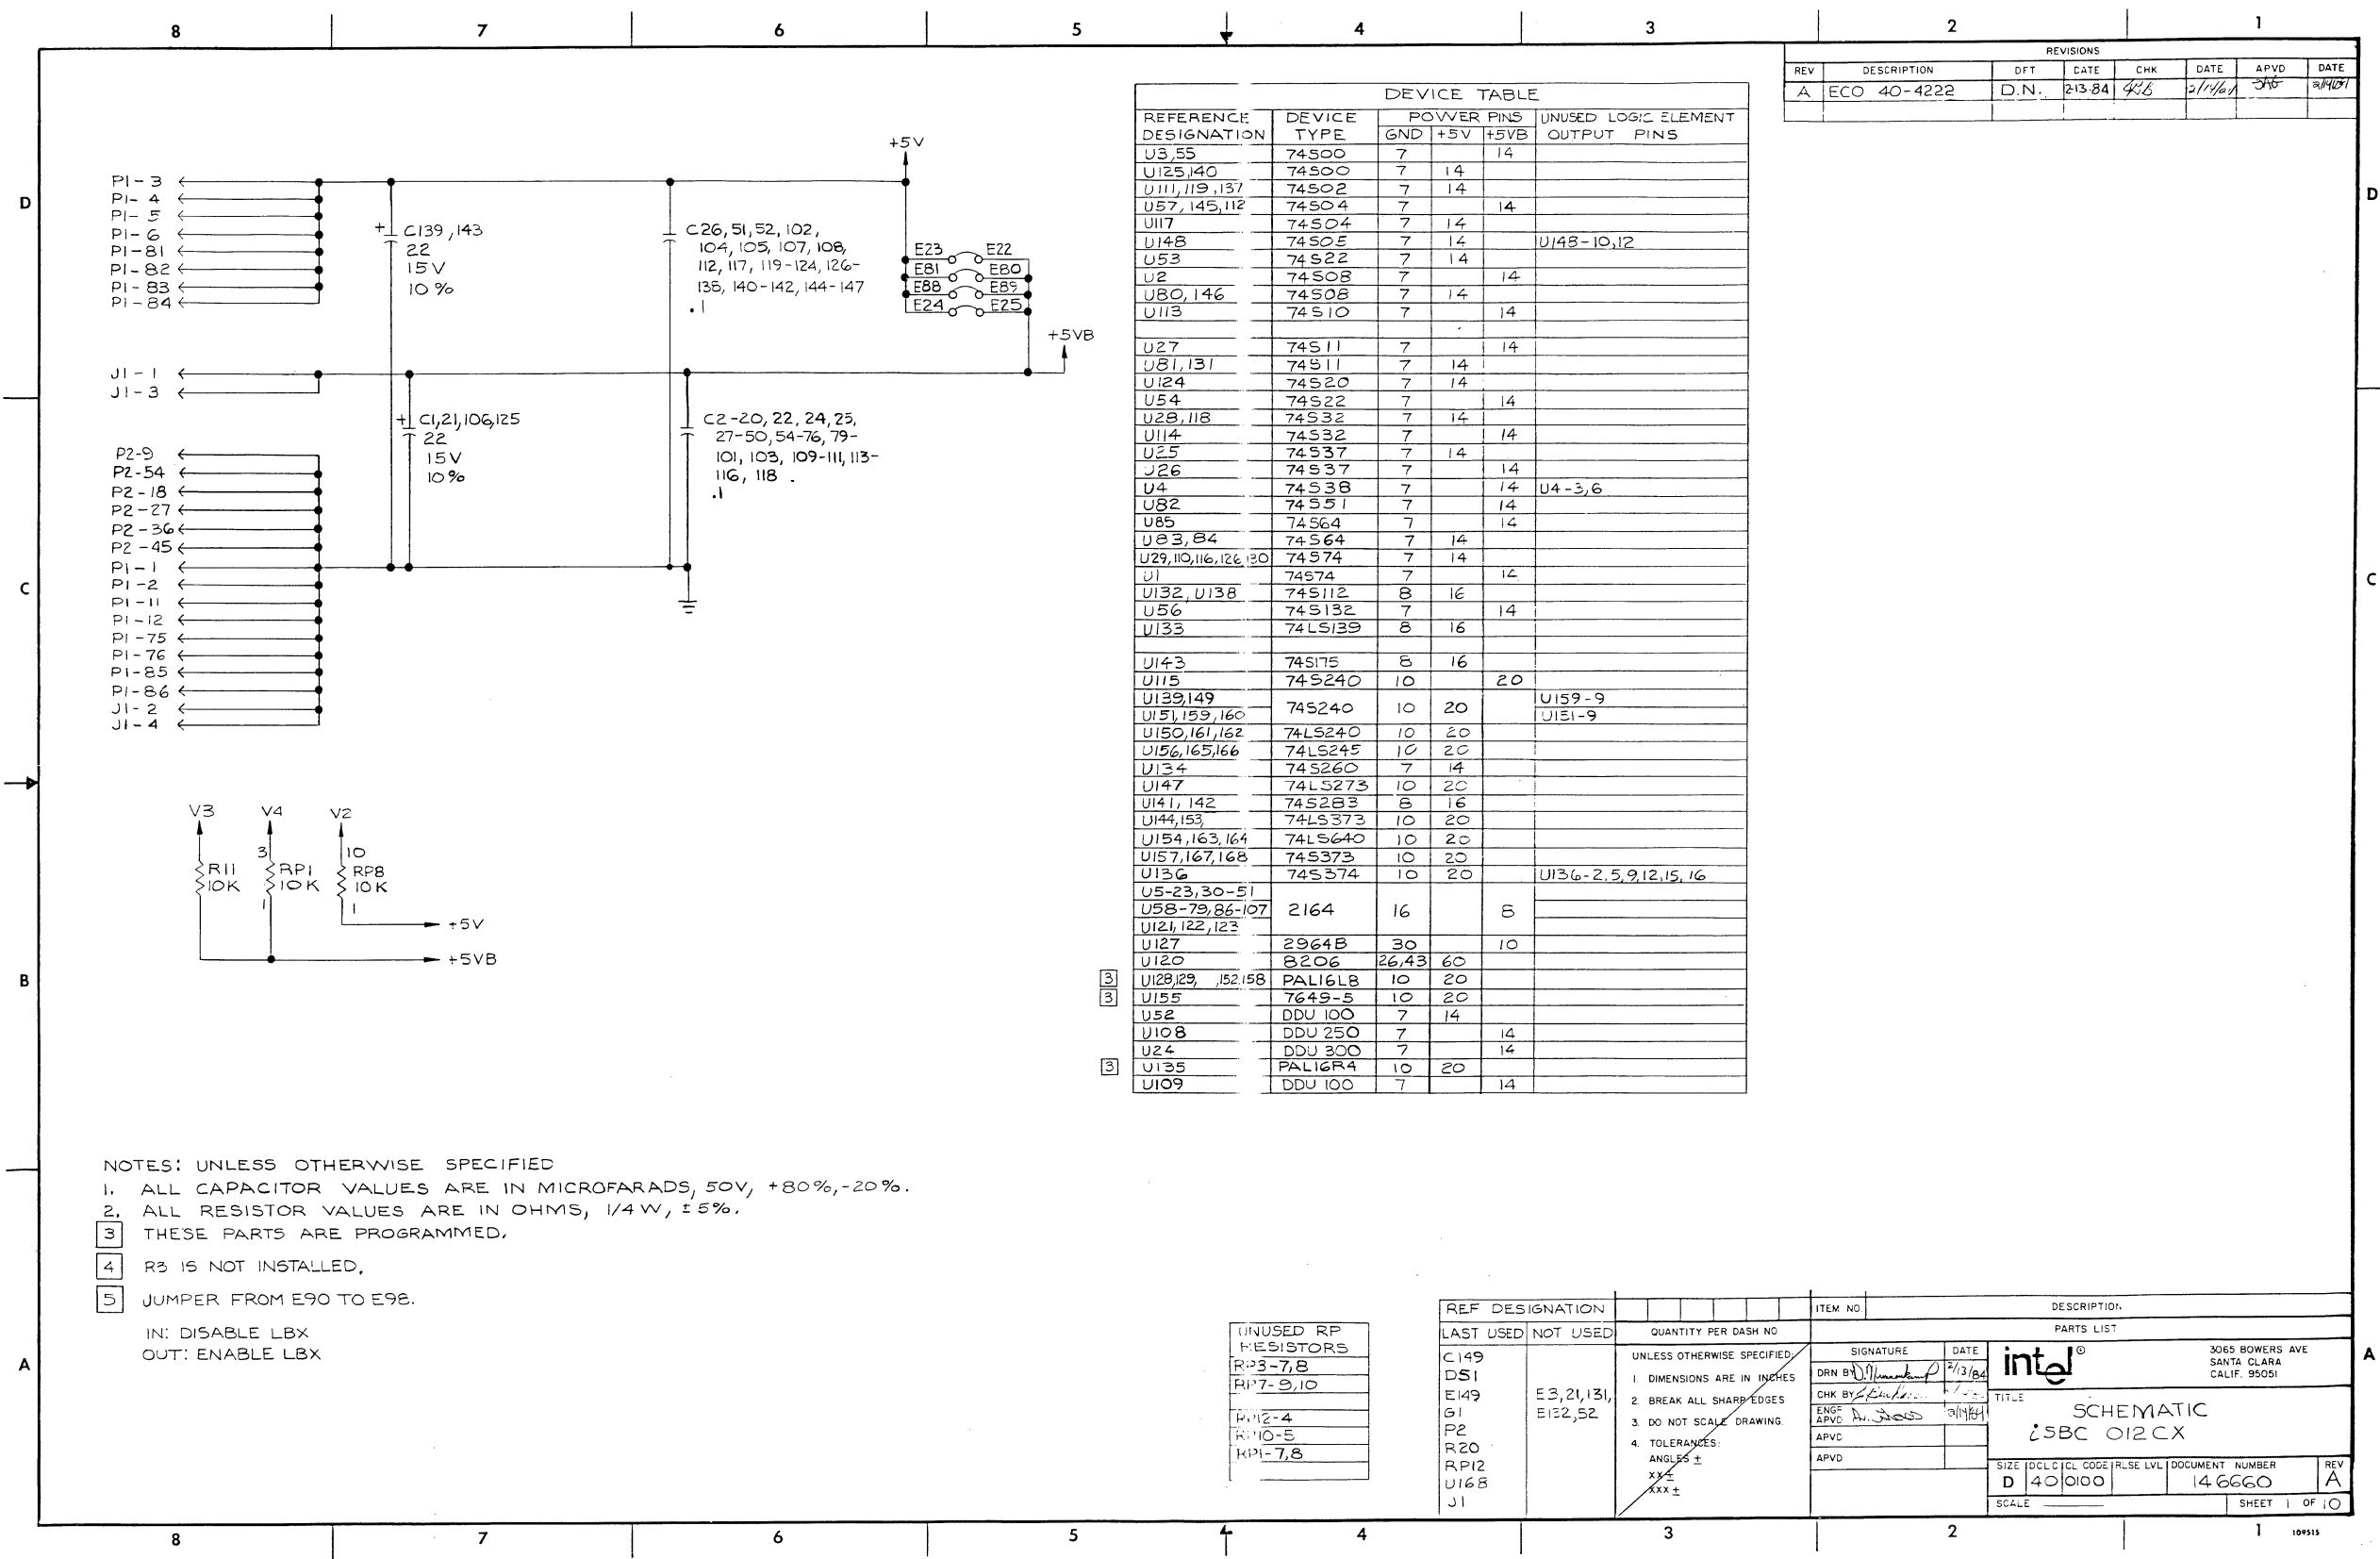 8 7 6 5 4 3 2 1
REVISIONS
REV DESCRIPTION DFT DATE CHK DATE APVD DATE
A ECO 40-4222 D.N. 2-13-84
D
D
C
C
B
B
A
A
+5V
P1-3
P1-4
P1-5
P1-6
P1-81
P1-82
P1-83
P1-84
+ C139,143
22
15V
10%
C26,51,52,102,
104,105,107,108,
112,117,119-124,126-
138,140-142,144-147
.1
E23 E22
E81 E80
E88 E89
E24 E25
+5VB
J1-1
J1-3
+ C1,21,106,125
22
15V
10%
C2-20,22,24,25,
27-50,54-76,79-
101,103,109-111,113-
116,118
.1
P2-9
P2-54
P2-18
P2-27
P2-36
P2-45
P1-1
P1-2
P1-11
P1-12
P1-75
P1-76
P1-85
P1-86
J1-2
J1-4
V3 V4 V2
3 10
R11 10K
RP1 10K
RP8 10K
1 1
+5V
+5VB
DEVICE TABLE
REFERENCE DESIGNATION DEVICE TYPE POWER PINS GND +5V +5VB UNUSED LOGIC ELEMENT OUTPUT PINS
U3,55 74S00 7 14
U125,140 74S00 7 14
U111,119,137 74S02 7 14
U57,145,112 74S04 7 14
U117 74S04 7 14
U148 7 14 U148-10,12
U53 74S22 7 14
U2 74S08 7 14
U80,146 74S08 7 14
U113 74S10 7 14
U27 74S11 7 14
U81,131 74S11 7 14
U124 74S20 7 14
U54 74S22 7 14
U28,118 74S32 7 14
U114 74S32 7 14
U25 74S37 7 14
U26 74S37 7 14
U4 74S38 7 14 U4-3,6
U82 74S51 7 14
U85 74S64 7 14
U83,84 74S64 7 14
U29,110,116,126,130 74S74 7 14
U1 74S74 7 14
U132,U138 74S112 8 16
U56 74S132 7 14
U133 74LS139 8 16
U143 74S175 8 16
U115 74S240 10 20
U139,149 U159-9
74S240 10 20
U151,159,160 U151-9
U150,161,162 74LS240 10 20
U156,165,166 74LS245 10 20
U134 74S260 7 14
U147 74LS273 10 20
U141,142 74S283 8 16
U144,153, 74LS373 10 20
U154,163,164 74LS640 10 20
U157,167,168 74S373 10 20
U136 74S374 10 20 U136-2,5,9,12,15,16
U5-23,30-51
U58-79,86-107 2164 16 8
U121,122,123
U127 2964B 30 10
U120 8206 26,43 60
3 U128,129, ,152,158 PAL16L8 10 20
3 U155 7649-5 10 20
U52 DDU 100 7 14
U108 DDU 250 7 14
U24 DDU 300 7 14
3 U135 PAL16R4 10 20
U109 DDU 100 7 14
NOTES: UNLESS OTHERWISE SPECIFIED
1. ALL CAPACITOR VALUES ARE IN MICROFARADS, 50V, +80%,-20%.
2. ALL RESISTOR VALUES ARE IN OHMS, 1/4W, ±5%.
3 THESE PARTS ARE PROGRAMMED.
4 R3 IS NOT INSTALLED.
5 JUMPER FROM E90 TO E98.
IN: DISABLE LBX
OUT: ENABLE LBX
UNUSED RP
RESISTORS
RP3-7,8
RP7-9,10
RP12-4
RP10-5
RP1-7,8
REF DESIGNATION
LAST USED NOT USED
C149
DS1
E149 E3,21,131,
G1 E132,52
P2
R20
RP12
U168
J1
QUANTITY PER DASH NO
ITEM NO. DESCRIPTION
PARTS LIST
UNLESS OTHERWISE SPECIFIED:
1. DIMENSIONS ARE IN INCHES
2. BREAK ALL SHARP EDGES
3. DO NOT SCALE DRAWING.
4. TOLERANCES:
ANGLES ±
XX ±
XXX ±
SIGNATURE DATE
DRN BY 2/13/84
CHK BY
ENGR APVD
APVD
APVD
intel®
3065 BOWERS AVE
SANTA CLARA
CALIF. 95051
TITLE
SCHEMATIC
iSBC 012CX
SIZE DCLC CL CODE RLSE LVL DOCUMENT NUMBER REV
D 40 0100 146660 A
SCALE SHEET 1 OF 10
8 7 6 5 4 3 2 1
109515